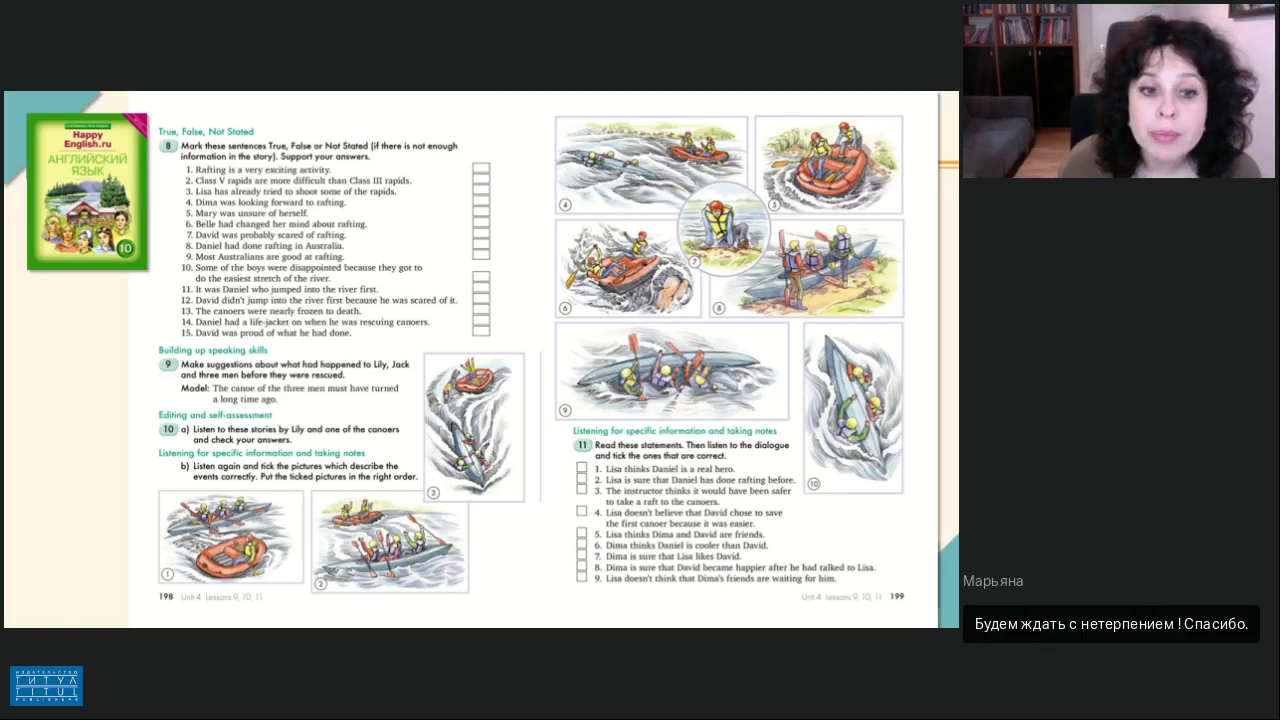 Happy
English.ru
АНГЛИЙСКИЙ
ЯЗЫК
10
True, False, Not Stated
8 Mark these sentences True, False or Not Stated (if there is not enough
information in the story). Support your answers.
1. Rafting is a very exciting activity.
2. Class V rapids are more difficult than Class III rapids.
3. Lisa has already tried to shoot some of the rapids.
4. Dima was looking forward to rafting.
5. Mary was unsure of herself.
6. Belle had changed her mind about rafting.
7. David was probably scared of rafting.
8. Daniel had done rafting in Australia.
9. Most Australians are good at rafting.
10. Some of the boys were disappointed because they got to
do the easiest stretch of the river.
11. It was Daniel who jumped into the river first.
12. David didn't jump into the river first because he was scared of it.
13. The canoers were nearly frozen to death.
14. Daniel had a life-jacket on when he was rescuing canoers.
15. David was proud of what he had done.
Building up speaking skills
9 Make suggestions about what had happened to Lily, Jack
and three men before they were rescued.
Model: The canoe of the three men must have turned
a long time ago.
Editing and self-assessment
10 a) Listen to these stories by Lily and one of the canoers
and check your answers.
Listening for specific information and taking notes
b) Listen again and tick the pictures which describe the
events correctly. Put the ticked pictures in the right order.
3
1
2
198 Unit 4 Lessons 9, 10, 11
4
5
7
6
8
9
10
Listening for specific information and taking notes
11 Read these statements. Then listen to the dialogue
and tick the ones that are correct.
1. Lisa thinks Daniel is a real hero.
2. Lisa is sure that Daniel has done rafting before.
3. The instructor thinks it would have been safer
to take a raft to the canoers.
4. Lisa doesn't believe that David chose to save
the first canoer because it was easier.
5. Lisa thinks Dima and David are friends.
6. Dima thinks Daniel is cooler than David.
7. Dima is sure that Lisa likes David.
8. Dima is sure that David became happier after he had talked to Lisa.
9. Lisa doesn't think that Dima's friends are waiting for him.
Unit 4 Lessons 9, 10, 11 199
Марьяна
Будем ждать с нетерпением ! Спасибо.
ИЗДАТЕЛЬСТВО
ТИТУЛ
TITUL
PUBLISHERS